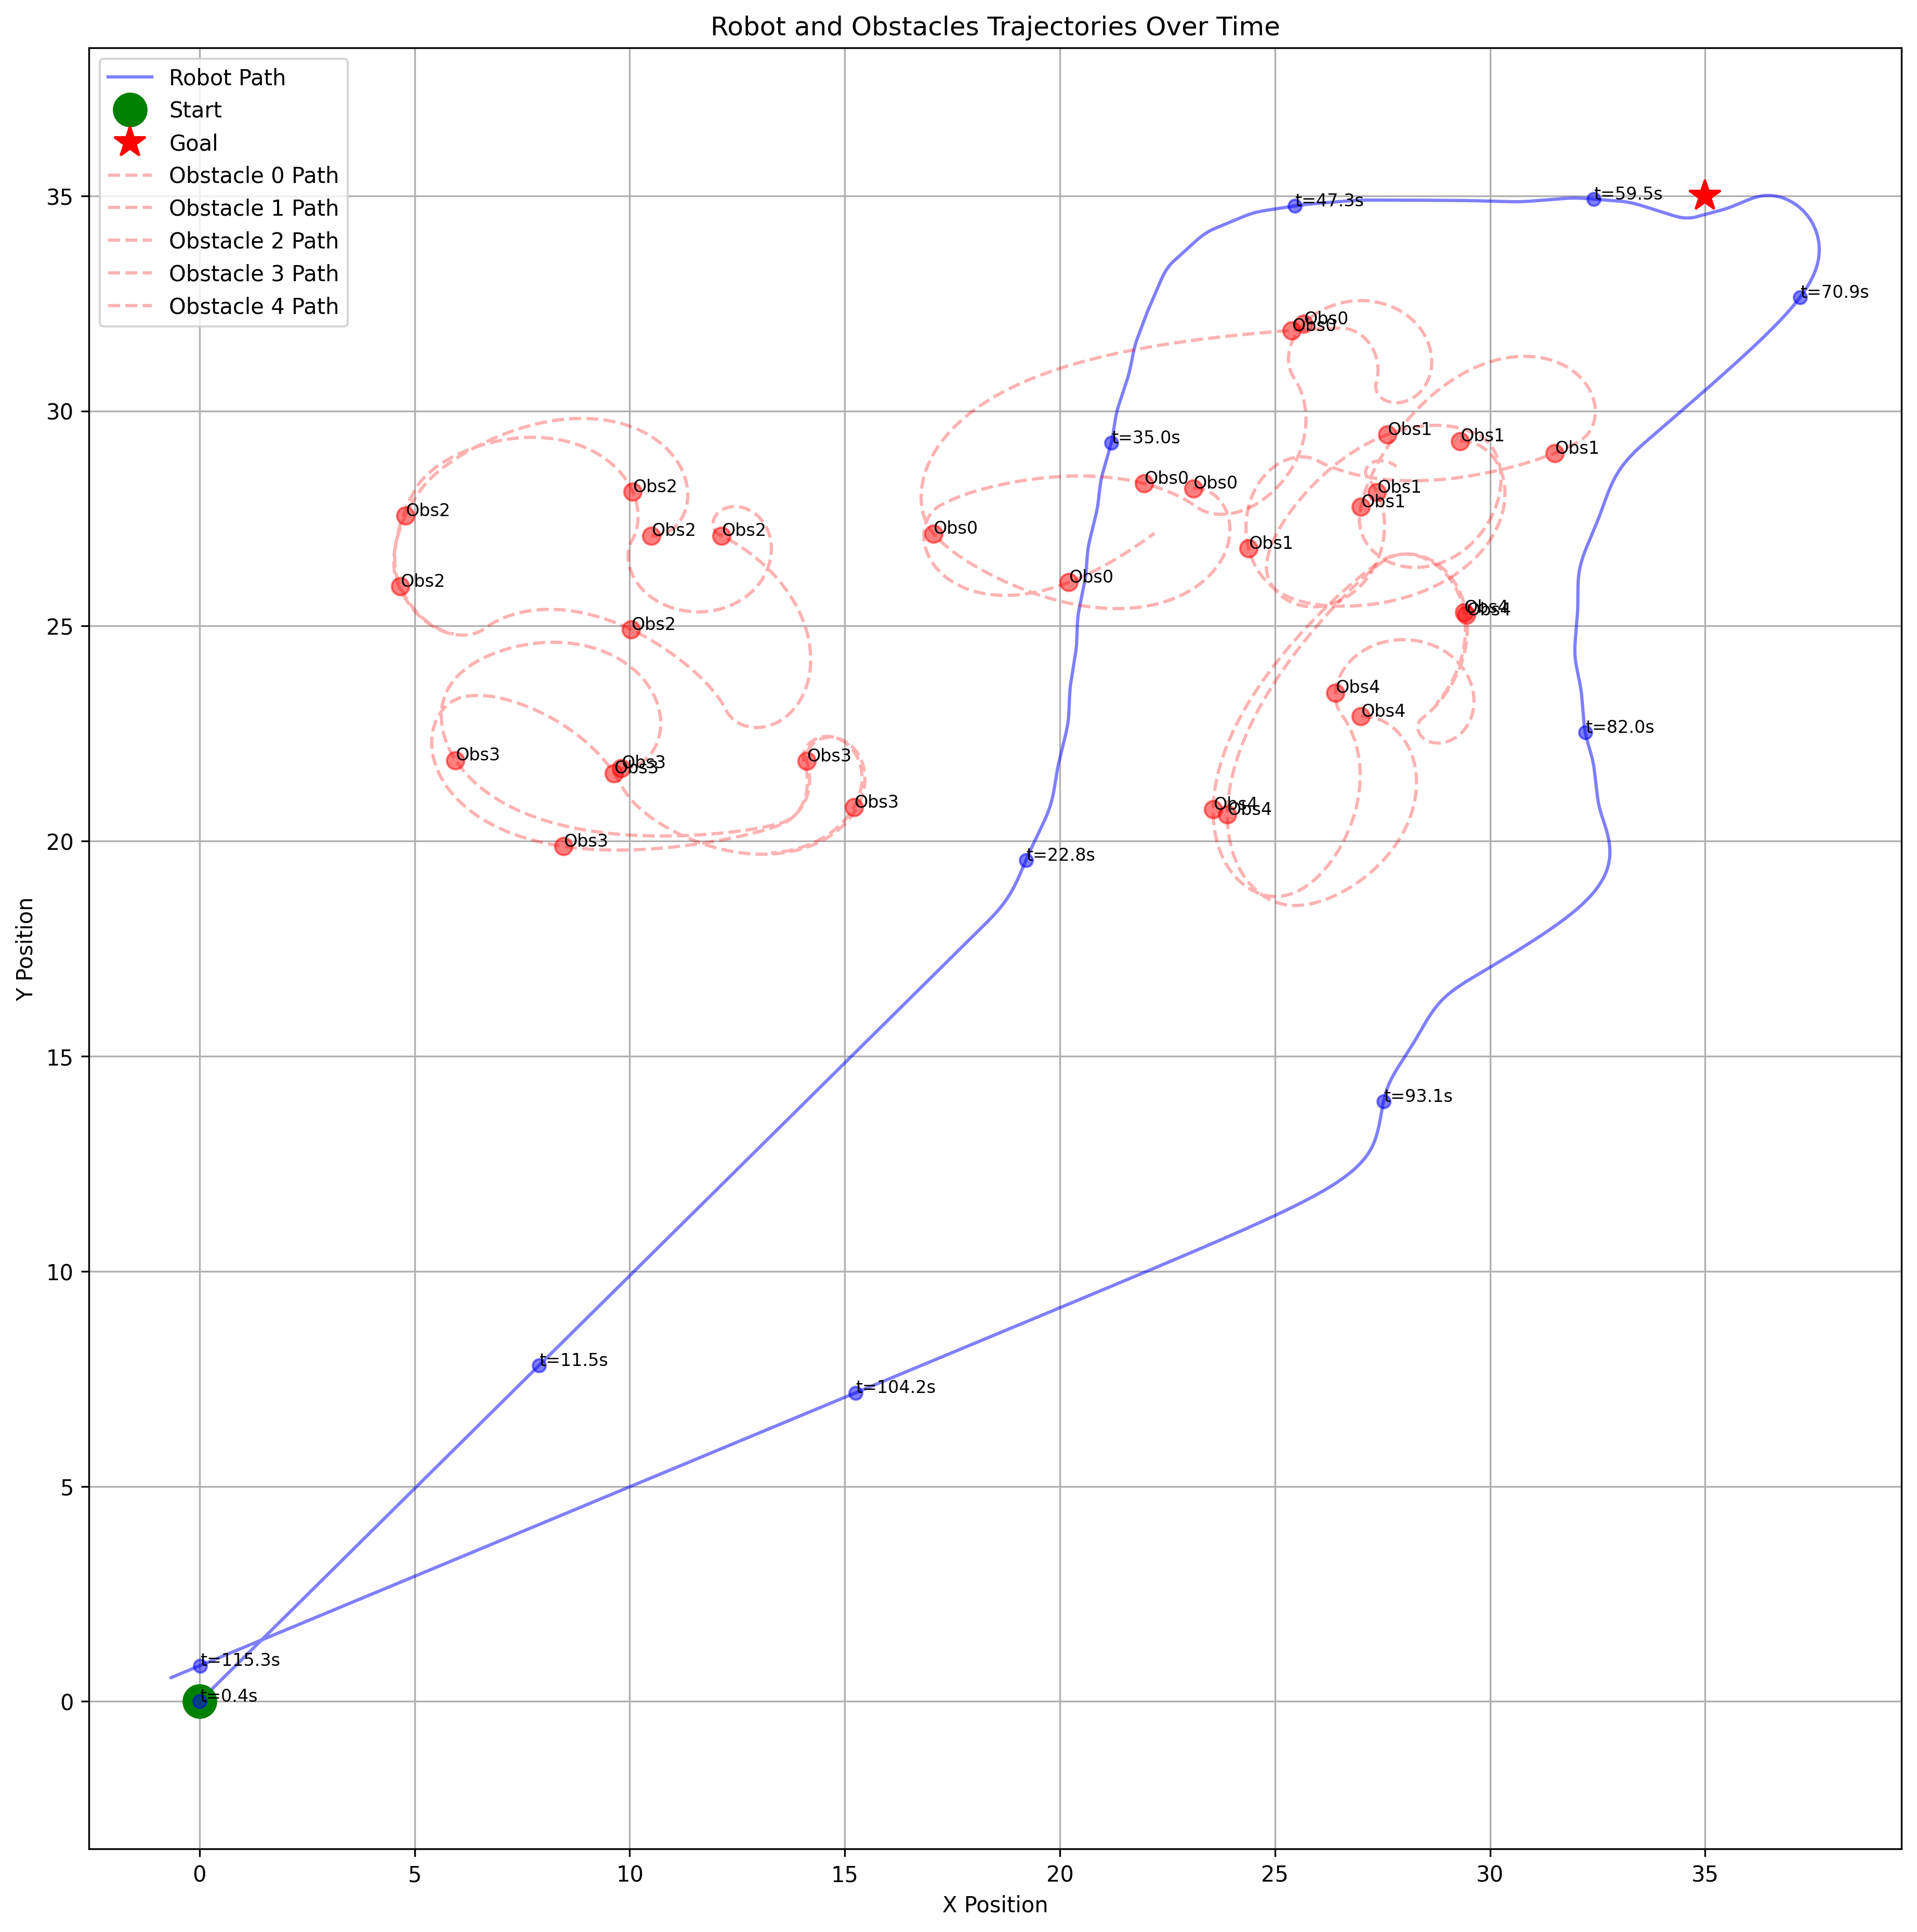 Robot and Obstacles Trajectories Over Time
Robot Path
Start
Goal
Obstacle 0 Path
Obstacle 1 Path
Obstacle 2 Path
Obstacle 3 Path
Obstacle 4 Path
35
30
25
20
15
10
5
0
Y Position
t=47.3s
t=59.5s
t=70.9s
Obs0
Obs0
t=35.0s
Obs1
Obs1
Obs1
Obs2
Obs0
Obs0
Obs1
Obs1
Obs2
Obs2
Obs2
Obs0
Obs1
Obs2
Obs0
Obs2
Obs4
Obs4
Obs4
Obs4
t=82.0s
Obs3
Obs3
Obs3
Obs3
Obs3
Obs4
Obs4
Obs3
t=22.8s
t=93.1s
t=11.5s
t=104.2s
t=115.3s
t=0.4s
0
5
10
15
20
25
30
35
X Position